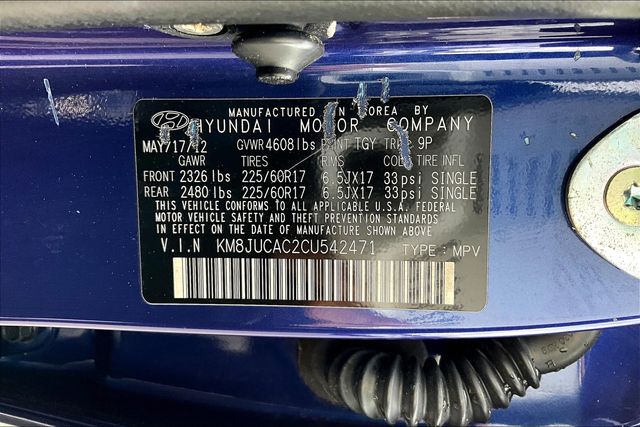 MANUFACTURED IN KOREA BY
HYUNDAI MOTOR COMPANY
MAY/17/12 GVWR 4608lbs PAINT TGY TRIM 9P
GAWR TIRES RIMS COLD TIRE INFL
FRONT 2326 lbs 225/60R17 6.5JX17 33psi SINGLE
REAR 2480 lbs 225/60R17 6.5JX17 33psi SINGLE
THIS VEHICLE CONFORMS TO ALL APPLICABLE U.S.A. FEDERAL
MOTOR VEHICLE SAFETY AND THEFT PREVENTION STANDARDS
IN EFFECT ON THE DATE OF MANUFACTURE SHOWN ABOVE
V.I.N KM8JUCAC2CU542471 TYPE : MPV